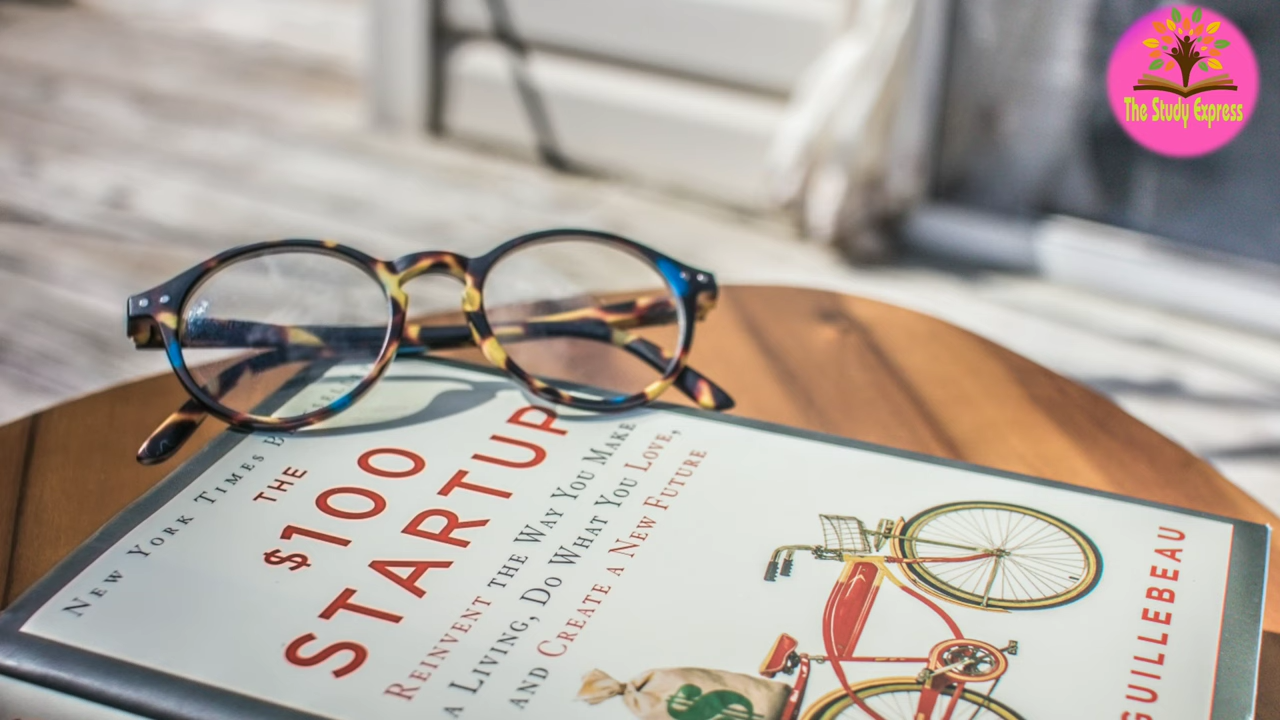 The Study Express
NEW YORK TIMES
THE
$100
STARTUP
REINVENT THE WAY YOU MAKE
A LIVING, DO WHAT YOU LOVE,
AND CREATE A NEW FUTURE
$
GUILLEBEAU